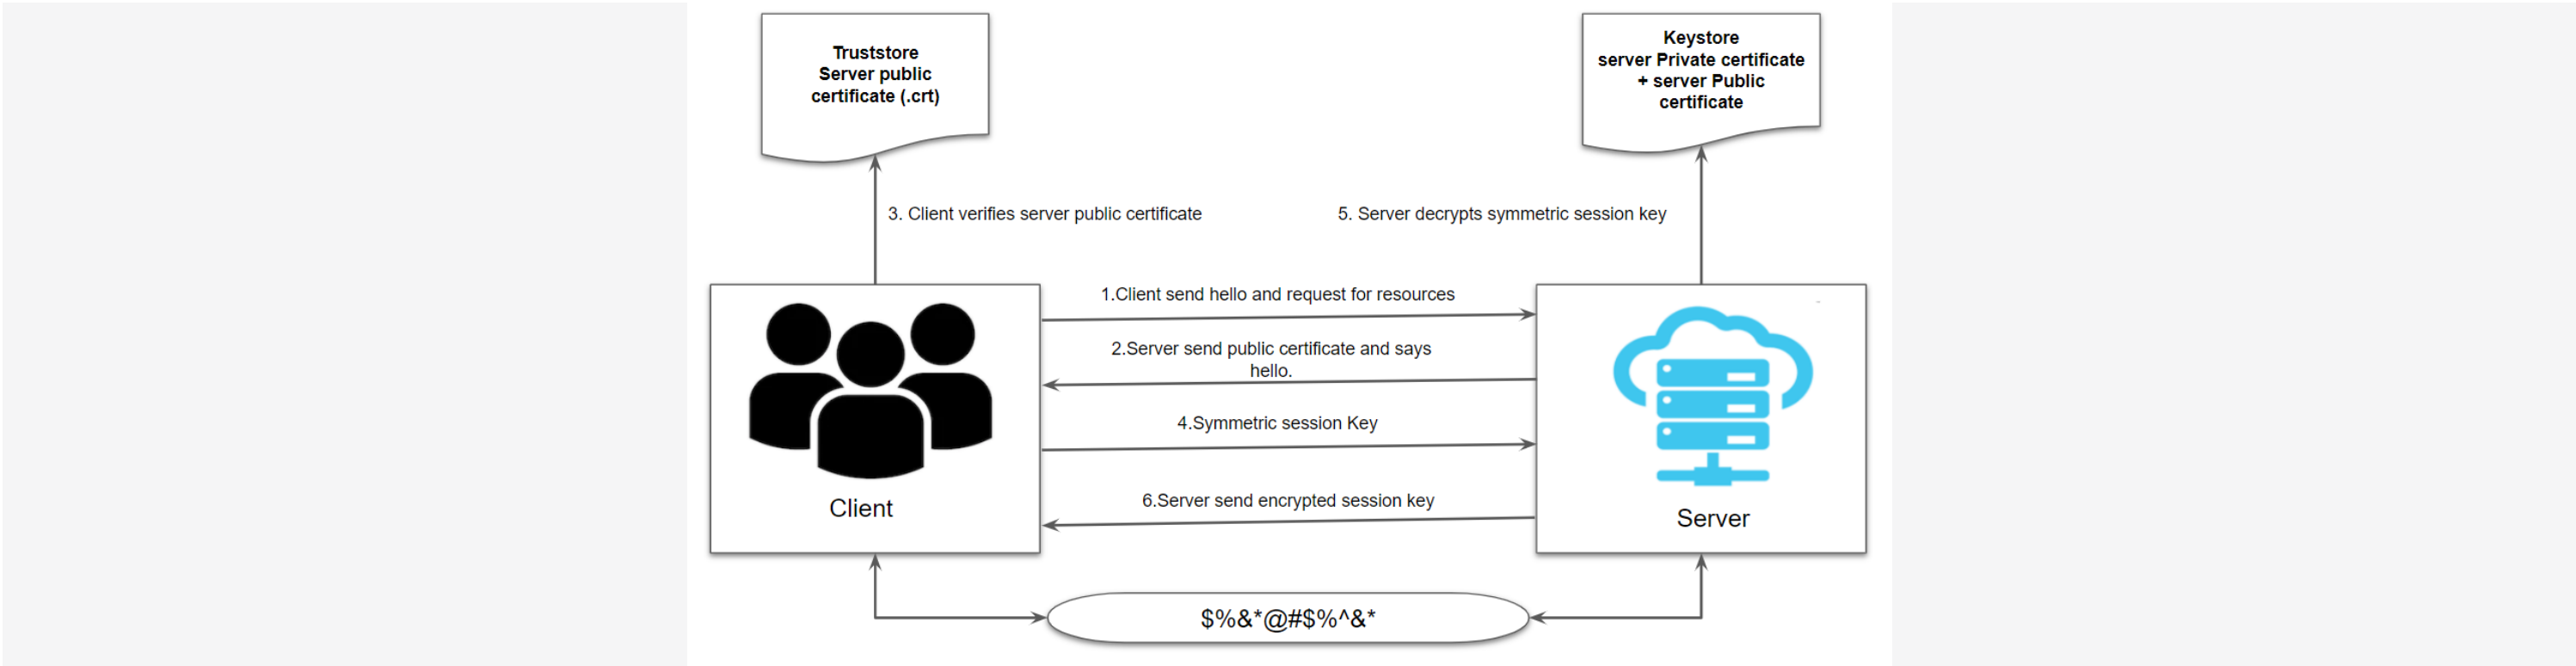 Truststore
Server public
certificate (.crt)
Keystore
server Private certificate
+ server Public
certificate
3. Client verifies server public certificate
5. Server decrypts symmetric session key
1.Client send hello and request for resources
2.Server send public certificate and says
hello.
4.Symmetric session Key
6.Server send encrypted session key
Client
Server
$%&*@#$%^&*